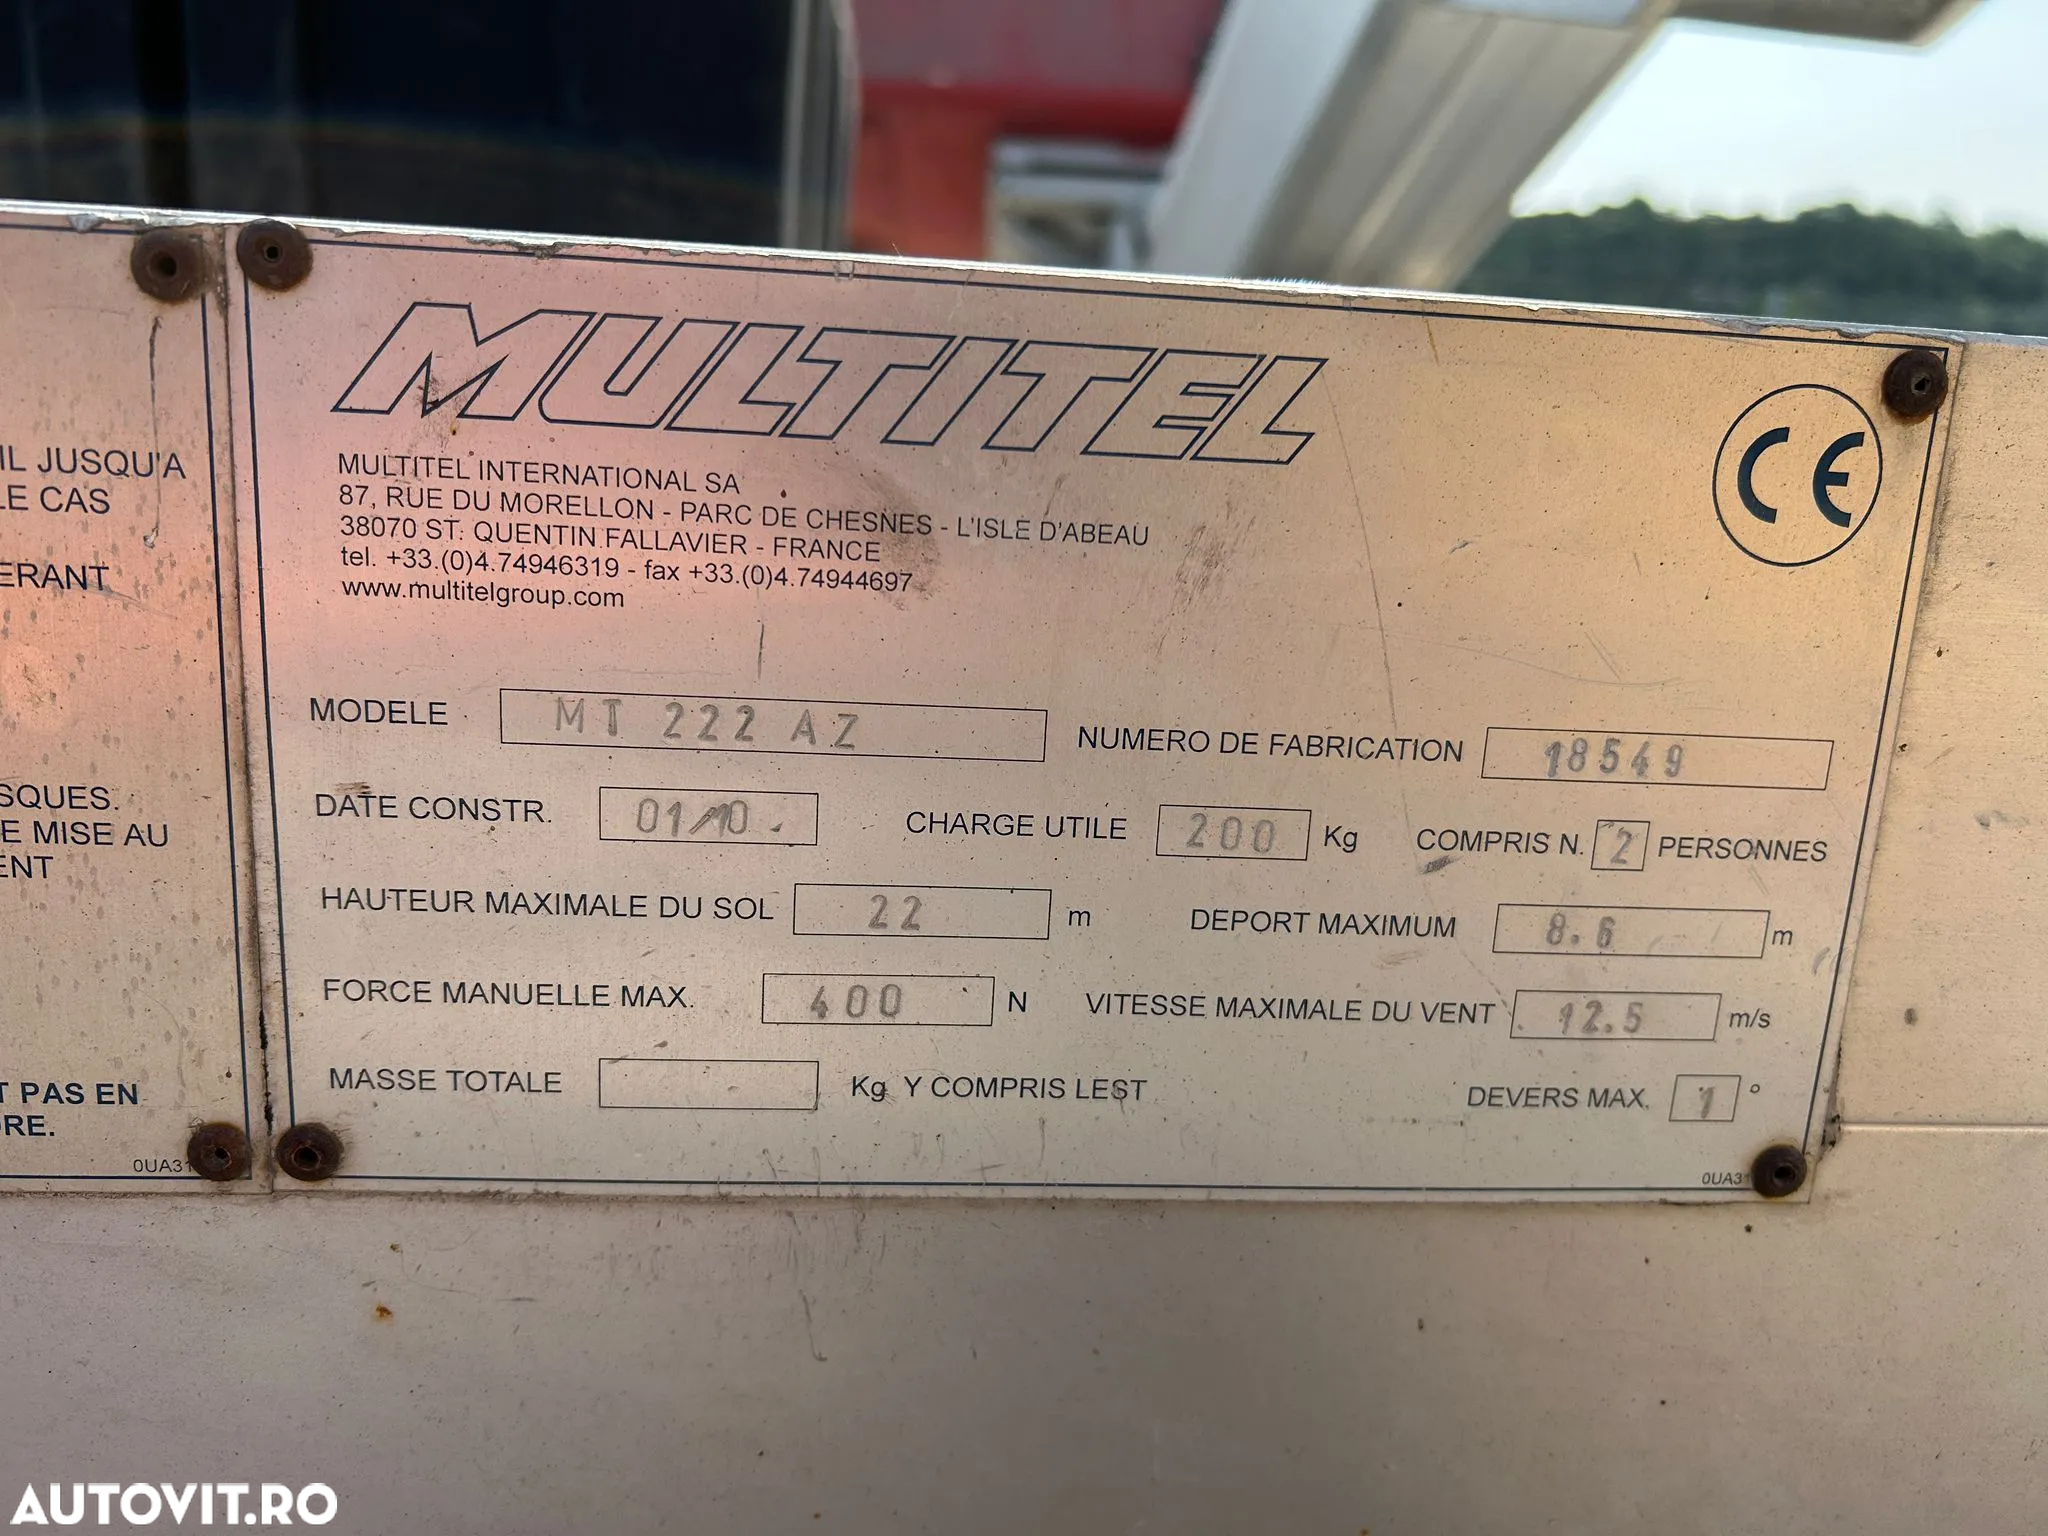 IL JUSQU'A
LE CAS
ERANT
SQUES.
E MISE AU
ENT
T PAS EN
RE.
0UA31
MULTITEL
MULTITEL INTERNATIONAL SA
87, RUE DU MORELLON - PARC DE CHESNES - L'ISLE D'ABEAU
38070 ST. QUENTIN FALLAVIER - FRANCE
tel. +33.(0)4.74946319 - fax +33.(0)4.74944697
www.multitelgroup.com
CE
MODELE MT 222 AZ NUMERO DE FABRICATION 18549
DATE CONSTR. 01/10 CHARGE UTILE 200 Kg COMPRIS N. 2 PERSONNES
HAUTEUR MAXIMALE DU SOL 22 m DEPORT MAXIMUM 8.6 m
FORCE MANUELLE MAX. 400 N VITESSE MAXIMALE DU VENT 12.5 m/s
MASSE TOTALE Kg Y COMPRIS LEST DEVERS MAX. 1 °
0UA31
AUTOVIT.RO